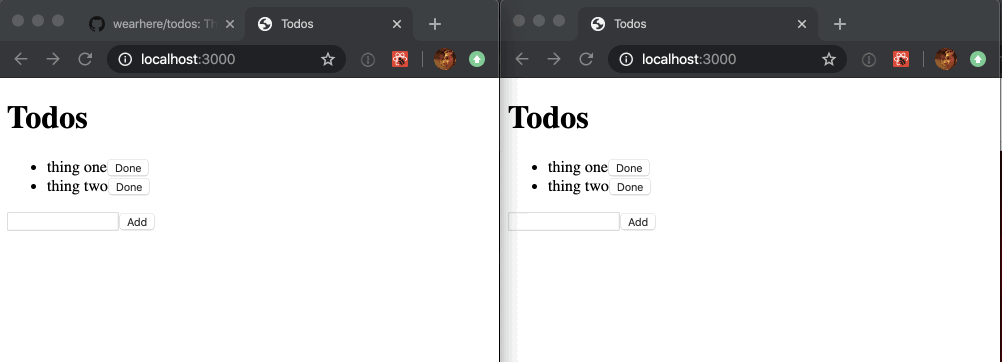 wearhere/todos: Th
Todos
localhost:3000
Todos
thing one Done
thing two Done
Add
Todos
localhost:3000
Todos
thing one Done
thing two Done
Add